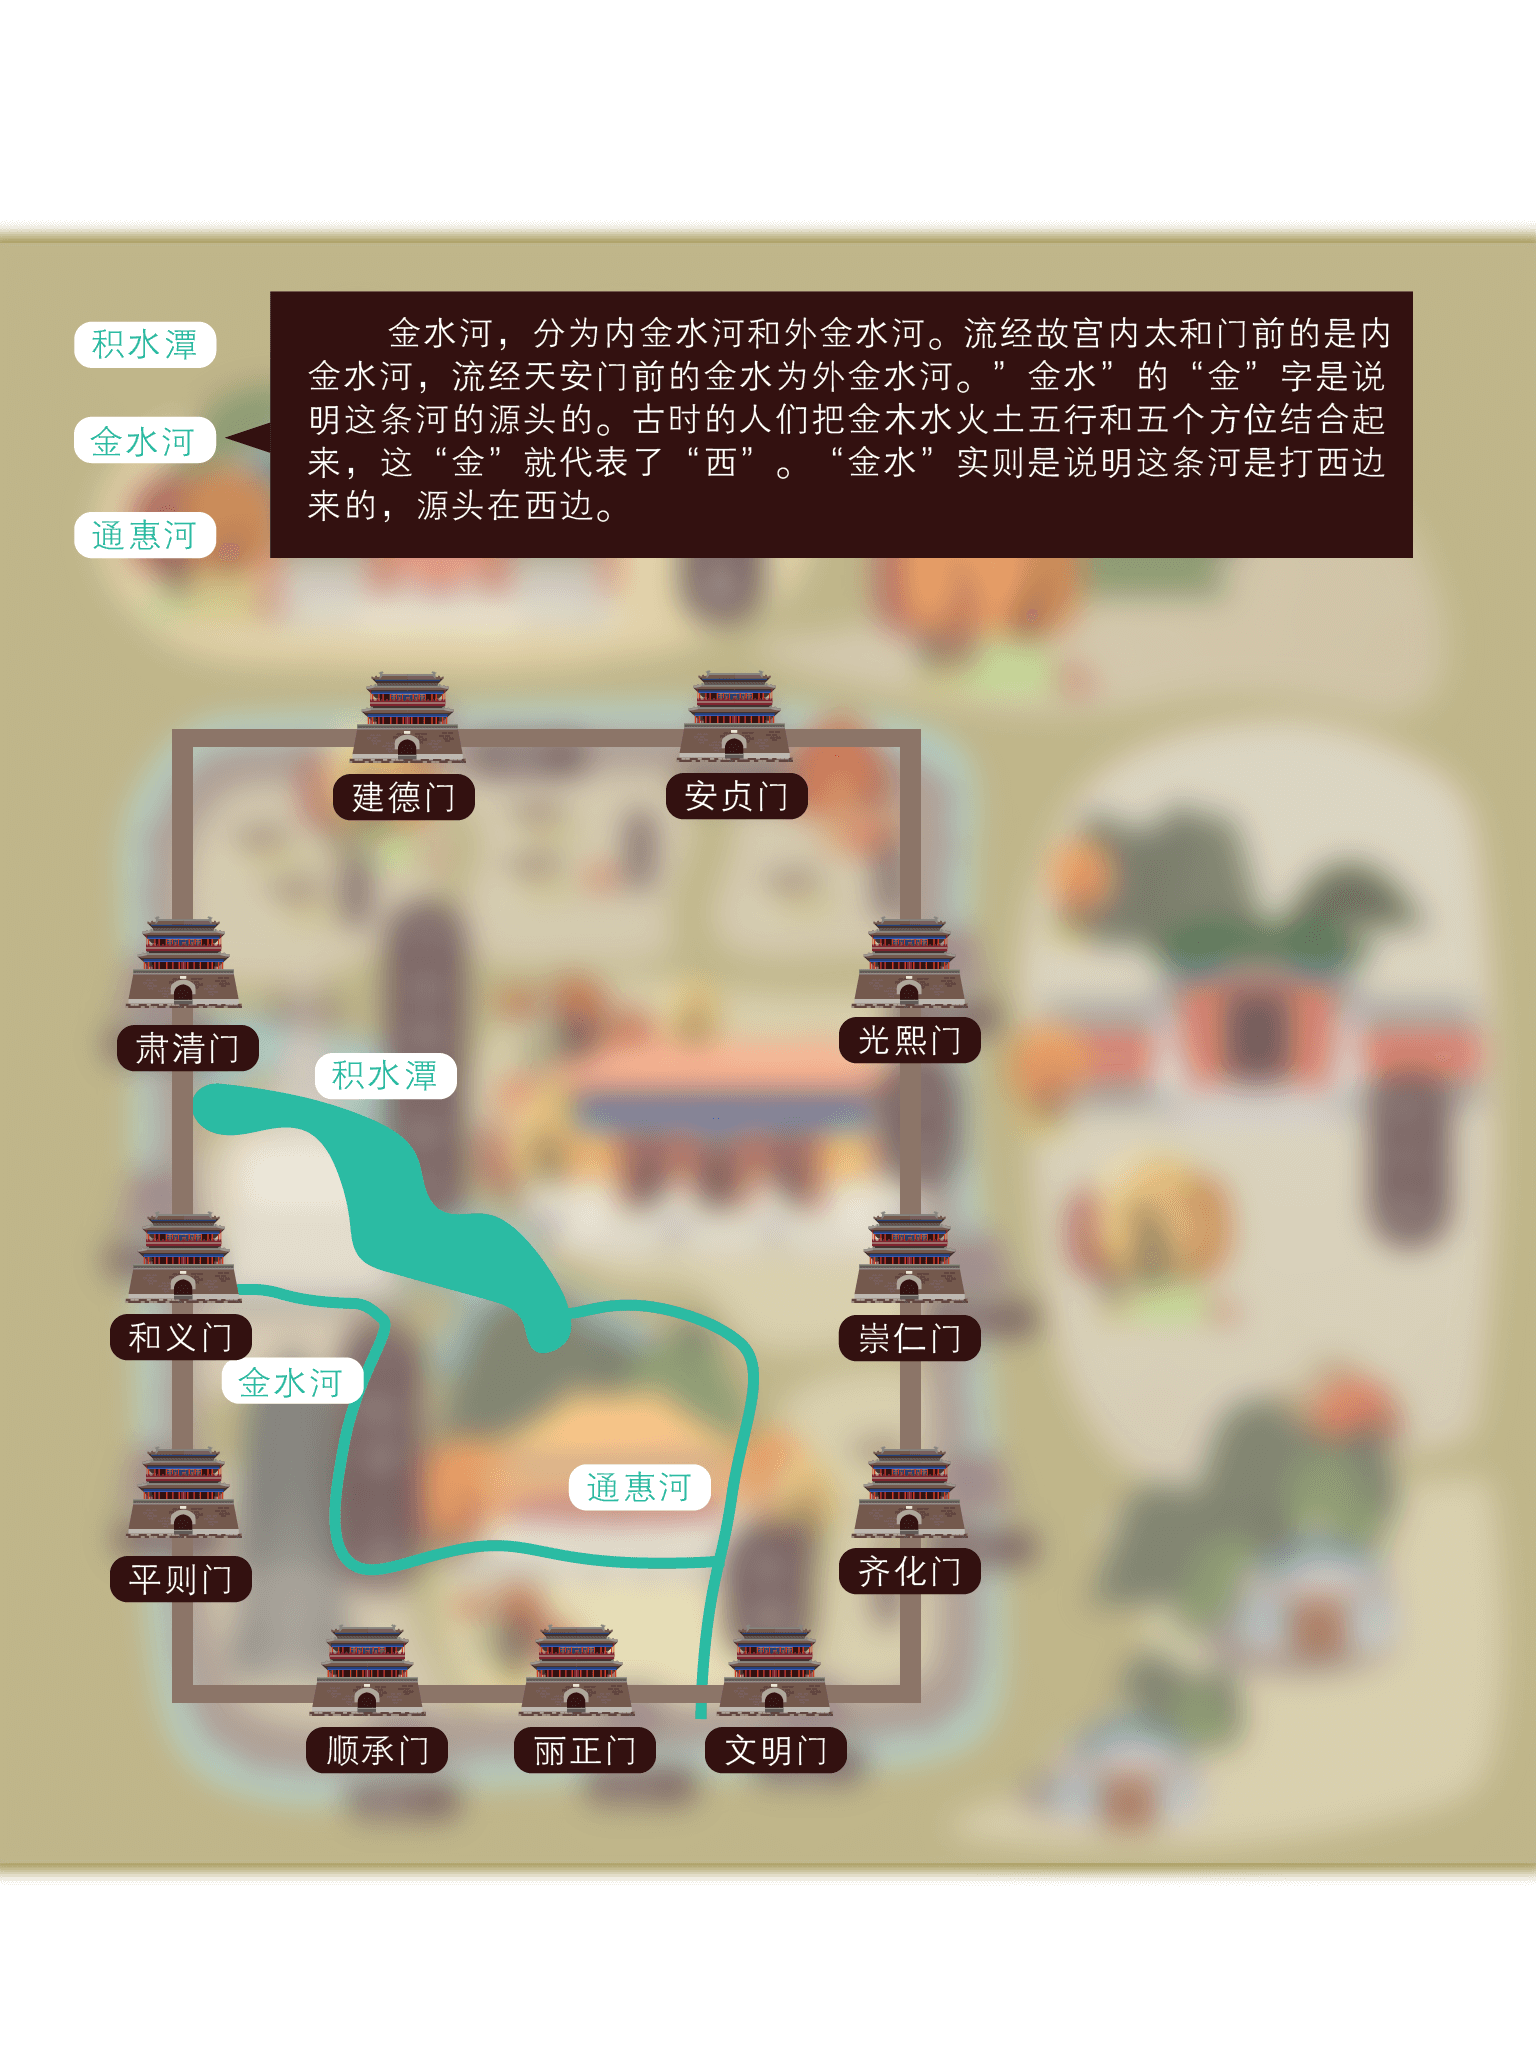 积水潭
金水河
通惠河
金水河，分为内金水河和外金水河。流经故宫内太和门前的是内
金水河，流经天安门前的金水为外金水河。”金水”的“金”字是说
明这条河的源头的。古时的人们把金木水火土五行和五个方位结合起
来，这“金”就代表了“西”。“金水”实则是说明这条河是打西边
来的，源头在西边。
建德门
安贞门
肃清门
光熙门
积水潭
和义门
崇仁门
金水河
通惠河
平则门
齐化门
顺承门
丽正门
文明门